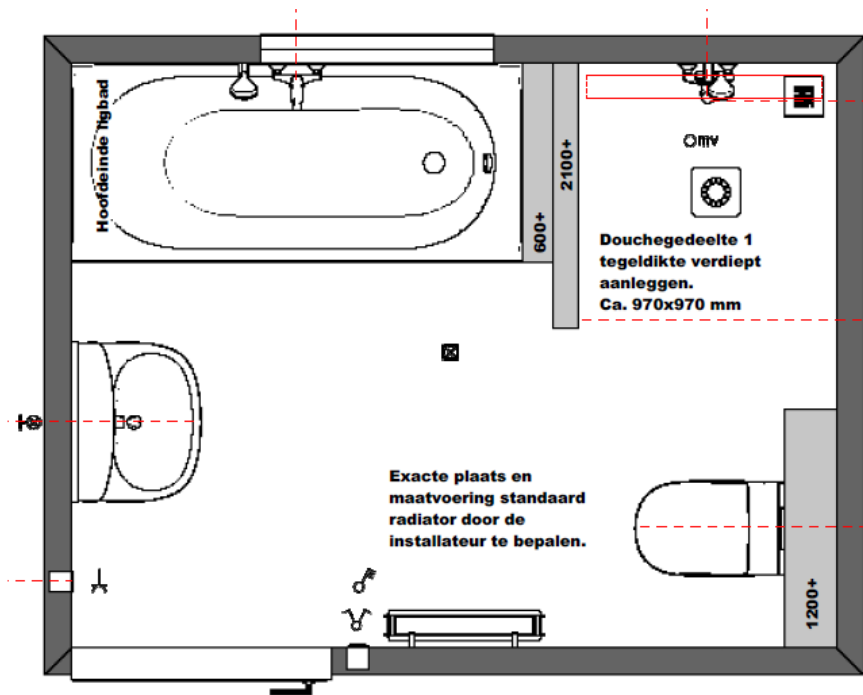 Hoofdeinde ligbad
600+
2100+
mv
Douchegedeelte 1
tegeldikte verdiept
aanleggen.
Ca. 970x970 mm
Exacte plaats en
maatvoering standaard
radiator door de
installateur te bepalen.
1200+